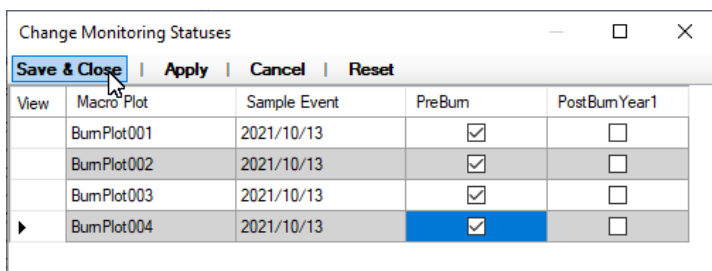 Change Monitoring Statuses
Save & Close | Apply | Cancel | Reset
View Macro Plot Sample Event PreBurn PostBurnYear1
BurnPlot001 2021/10/13
BurnPlot002 2021/10/13
BurnPlot003 2021/10/13
BurnPlot004 2021/10/13